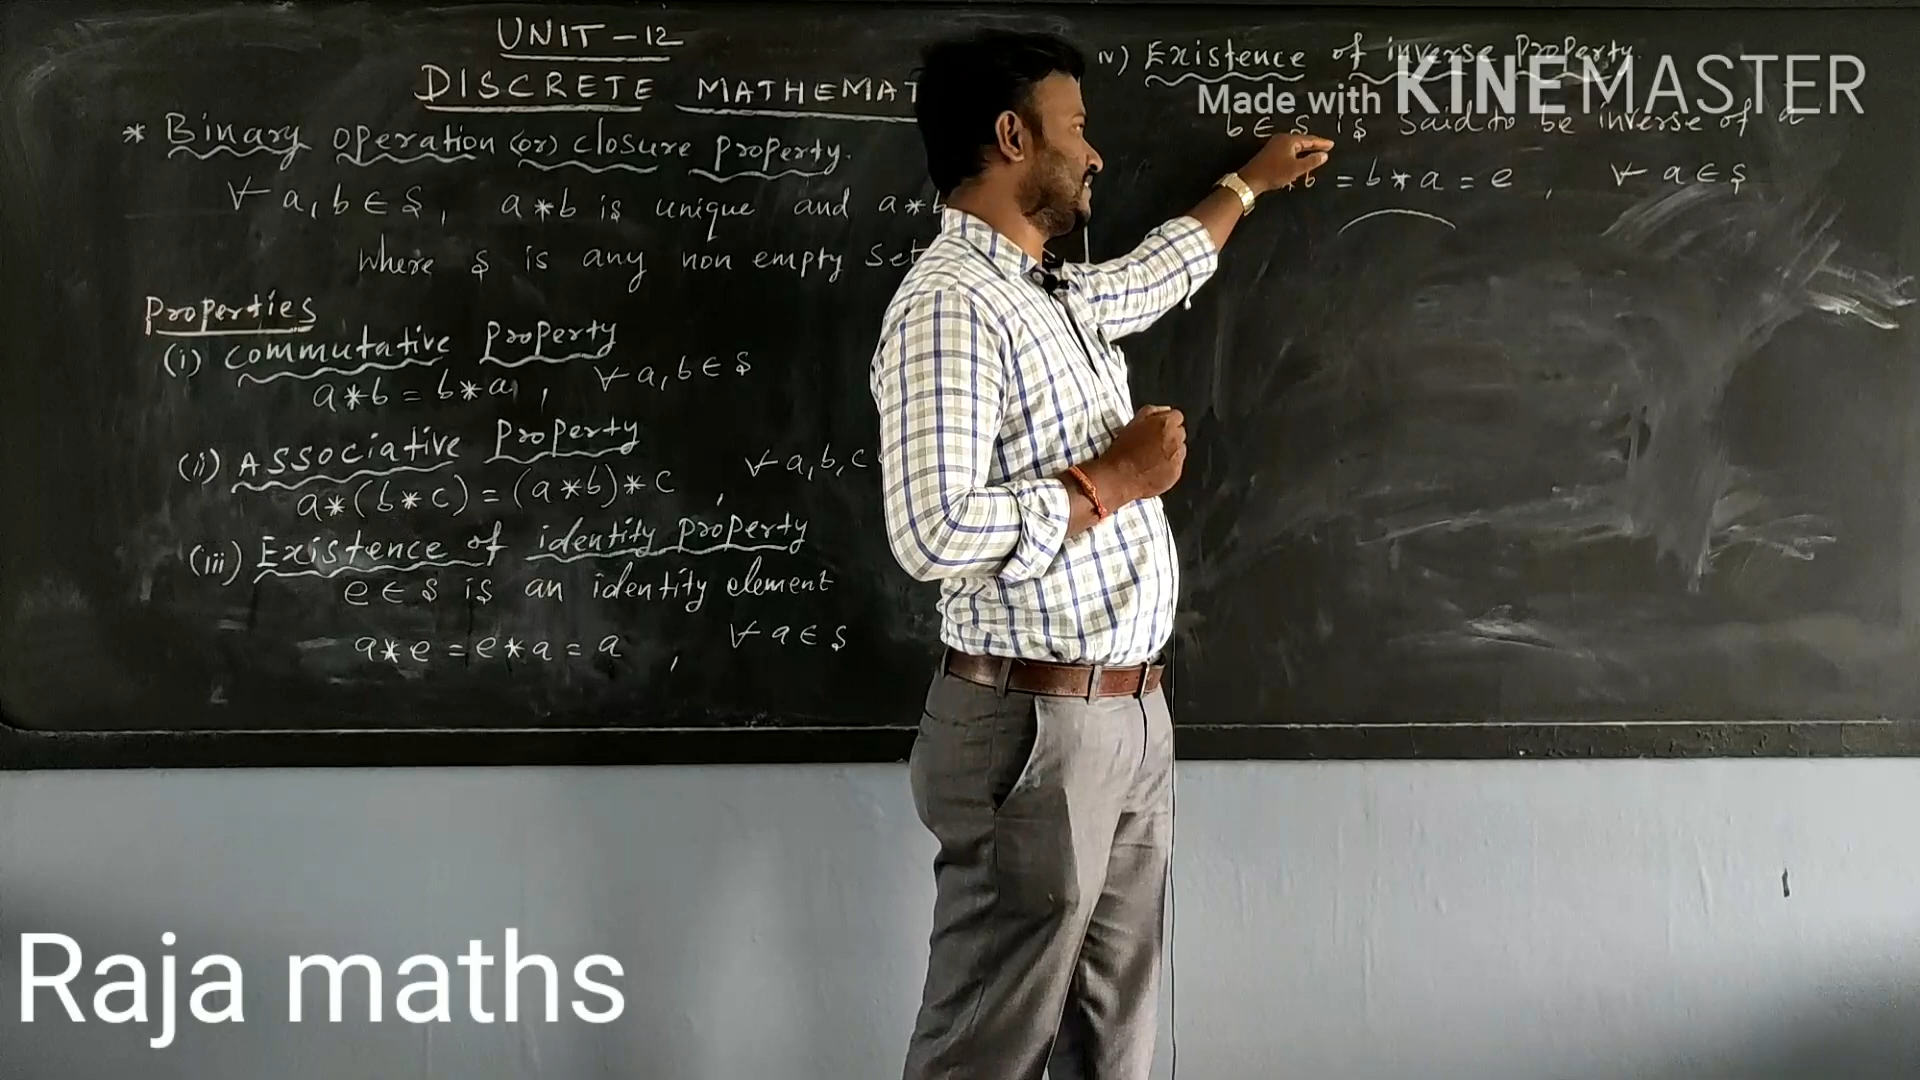 UNIT - 12
DISCRETE MATHEMAT
* Binary operation (or) closure property.
∀ a, b ∈ S, a*b is unique and a*b
Where S is any non empty set
Properties
(i) Commutative Property
a*b = b*a, ∀ a, b ∈ S
(ii) Associative Property
a*(b*c) = (a*b)*c , ∀ a, b, c
(iii) Existence of identity property
e ∈ S is an identity element
a*e = e*a = a , ∀ a ∈ S
iv) Existence of inverse Property
b ∈ S is said to be inverse of a
*b = b*a = e , ∀ a ∈ S
Made with KINEMASTER
Raja maths